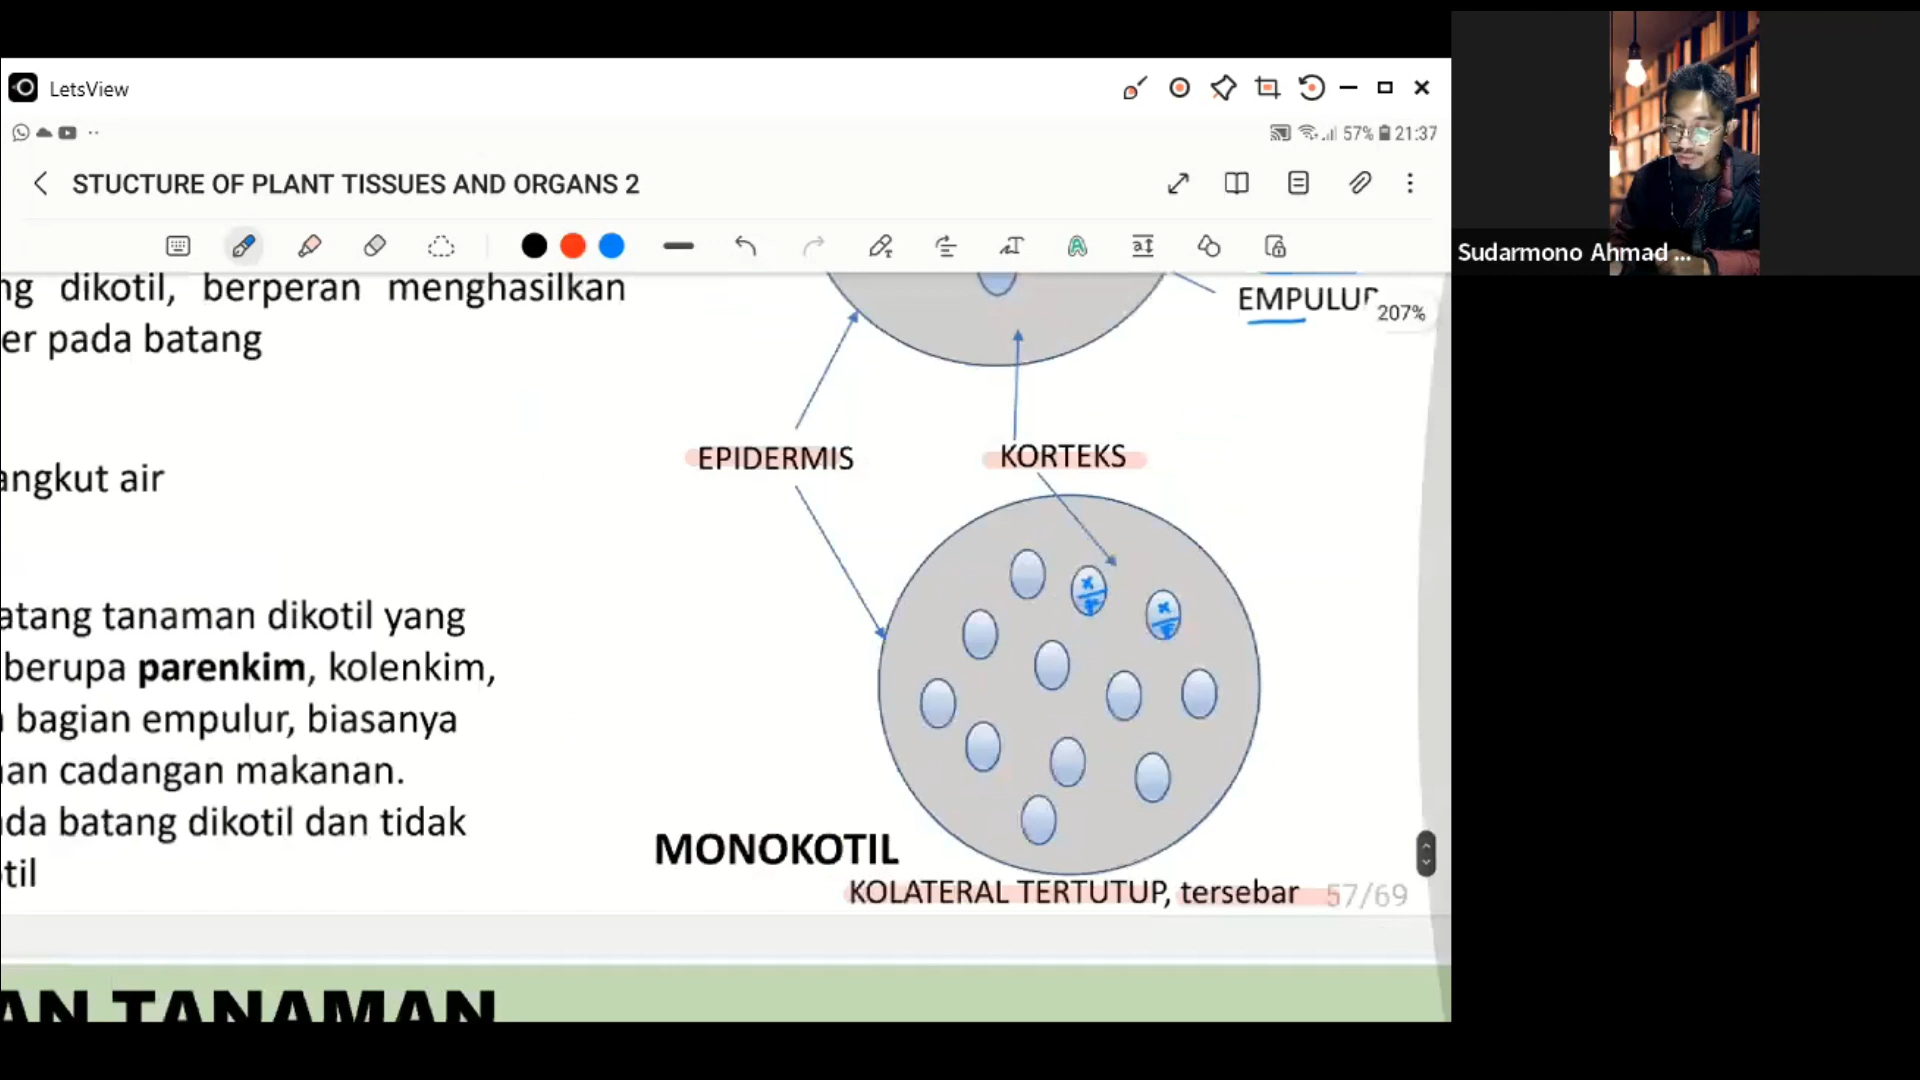 LetsView
57% 21:37
STUCTURE OF PLANT TISSUES AND ORGANS 2
ng dikotil, berperan menghasilkan
er pada batang
angkut air
atang tanaman dikotil yang
berupa parenkim, kolenkim,
bagian empulur, biasanya
an cadangan makanan.
da batang dikotil dan tidak
til
EMPULUR
207%
EPIDERMIS
KORTEKS
X
F
X
F
MONOKOTIL
KOLATERAL TERTUTUP, tersebar
57/69
AN TANAMAN
Sudarmono Ahmad ...